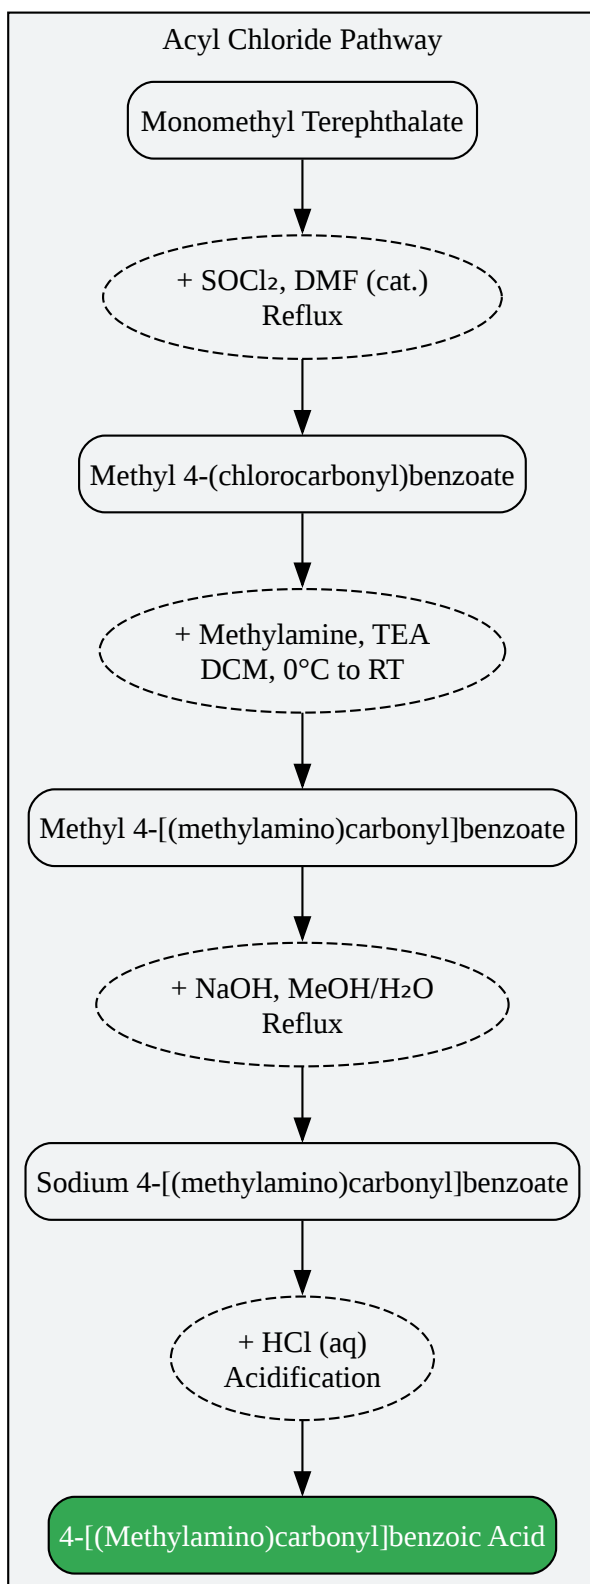 Acyl Chloride Pathway
Monomethyl Terephthalate
+ SOCl₂, DMF (cat.)
Reflux
Methyl 4-(chlorocarbonyl)benzoate
+ Methylamine, TEA
DCM, 0°C to RT
Methyl 4-[(methylamino)carbonyl]benzoate
+ NaOH, MeOH/H₂O
Reflux
Sodium 4-[(methylamino)carbonyl]benzoate
+ HCl (aq)
Acidification
4-[(Methylamino)carbonyl]benzoic Acid